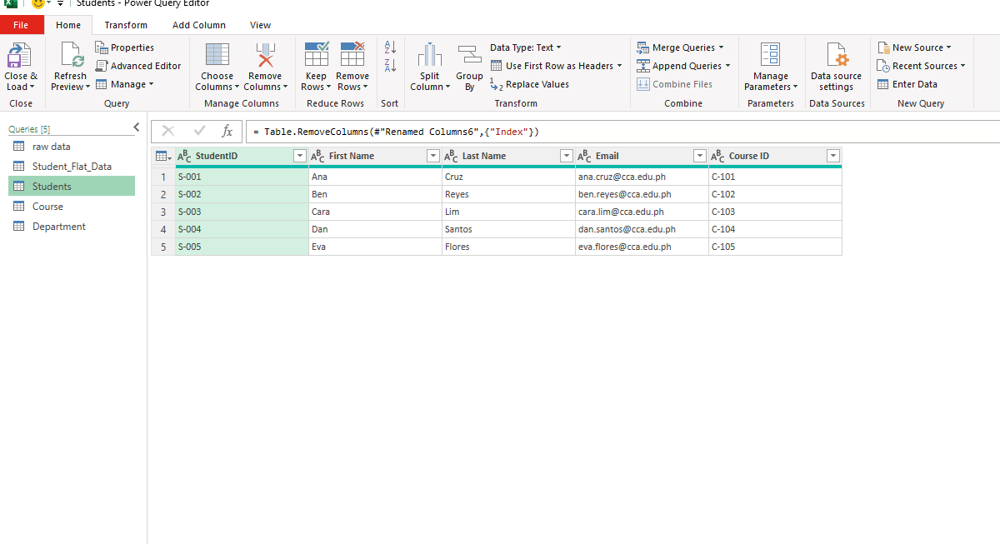 Students - Power Query Editor
File Home Transform Add Column View
Close & Load
Refresh Preview
Properties
Advanced Editor
Manage
Choose Columns
Remove Columns
Keep Rows
Remove Rows
A Z
Z A
Split Column
Group By
Data Type: Text
Use First Row as Headers
1 2 Replace Values
Merge Queries
Append Queries
Combine Files
Manage Parameters
Data source settings
New Source
Recent Sources
Enter Data
Close Query Manage Columns Reduce Rows Sort Transform Combine Parameters Data Sources New Query
Queries [5]
raw data
Student_Flat_Data
Students
Course
Department
fx = Table.RemoveColumns(#"Renamed Columns6",{"Index"})
ABC StudentID ABC First Name ABC Last Name ABC Email ABC Course ID
1 S-001 Ana Cruz ana.cruz@cca.edu.ph C-101
2 S-002 Ben Reyes ben.reyes@cca.edu.ph C-102
3 S-003 Cara Lim cara.lim@cca.edu.ph C-103
4 S-004 Dan Santos dan.santos@cca.edu.ph C-104
5 S-005 Eva Flores eva.flores@cca.edu.ph C-105